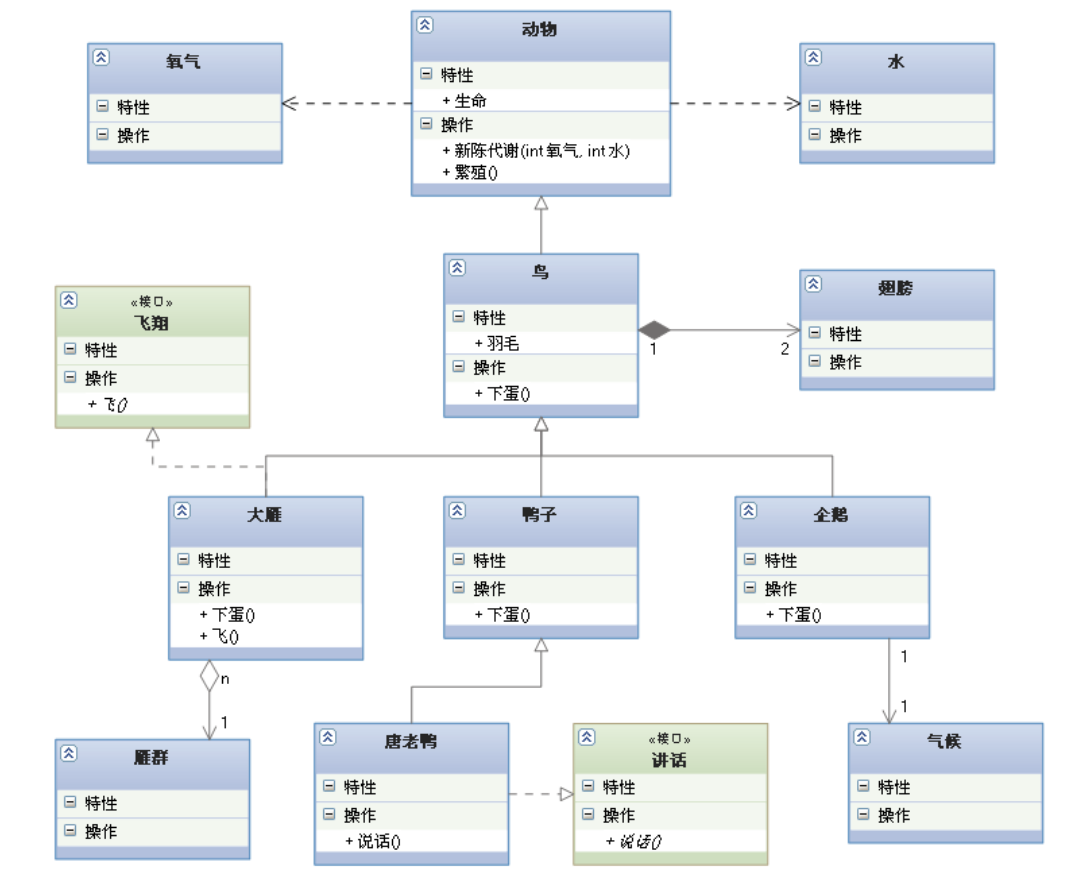 氧气
特性
操作
动物
特性
+ 生命
操作
+ 新陈代谢(int 氧气, int 水)
+ 繁殖()
水
特性
操作
«接口»
飞翔
特性
操作
+ 飞()
鸟
特性
+ 羽毛
操作
+ 下蛋()
1
2
翅膀
特性
操作
大雁
特性
操作
+ 下蛋()
+ 飞()
鸭子
特性
操作
+ 下蛋()
企鹅
特性
操作
+ 下蛋()
n
1
1
1
雁群
特性
操作
唐老鸭
特性
操作
+ 说话()
«接口»
讲话
特性
操作
+ 说话()
气候
特性
操作